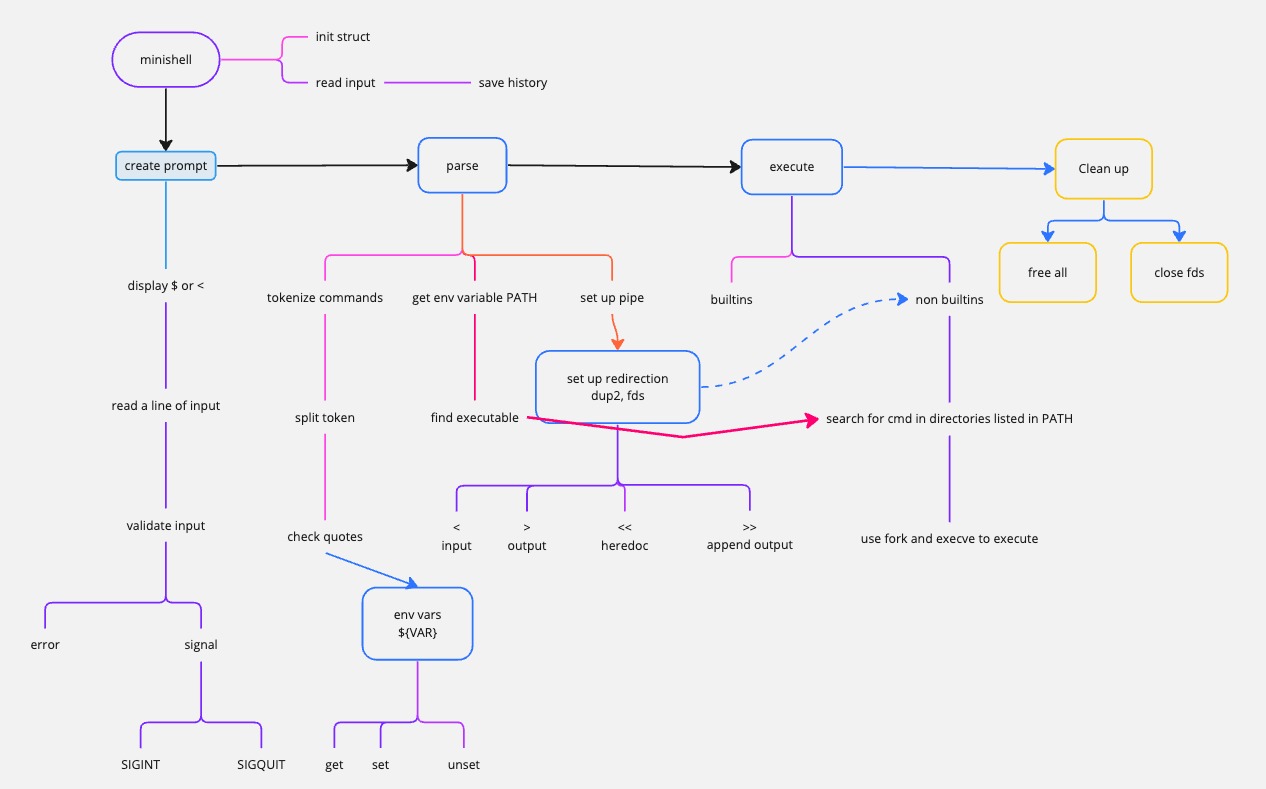 init struct
minishell
read input
save history
create prompt
parse
execute
Clean up
free all
close fds
display $ or <
tokenize commands
get env variable PATH
set up pipe
builtins
non builtins
set up redirection
dup2, fds
read a line of input
split token
find executable
search for cmd in directories listed in PATH
validate input
check quotes
<
input
>
output
<<
heredoc
>>
append output
use fork and execve to execute
env vars
${VAR}
error
signal
SIGINT
SIGQUIT
get
set
unset